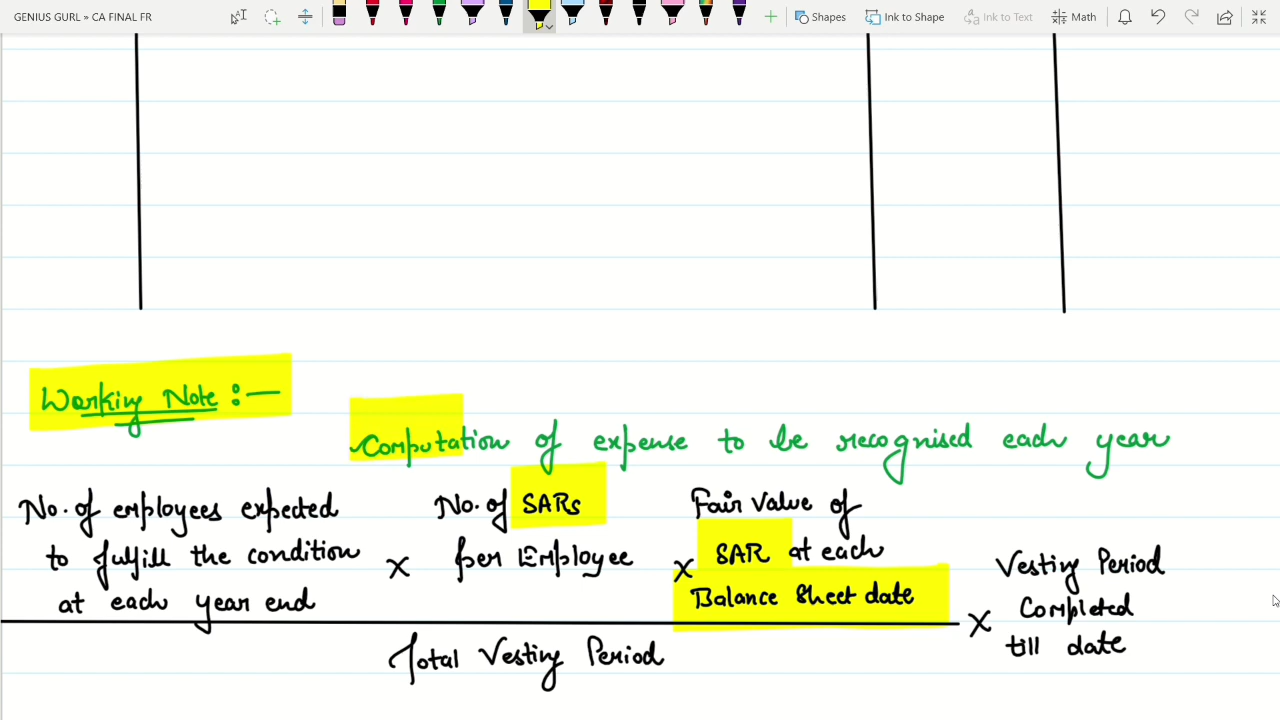 GENIUS GURL » CA FINAL FR
Shapes
Ink to Shape
Ink to Text
Math
Working Note :—
Computation of expense to be recognised each year
No. of employees expected
to fulfill the condition
at each year end
×
No. of SARs
per Employee
×
Fair Value of
SAR at each
Balance Sheet date
Total Vesting Period
×
Vesting Period
Completed
till date